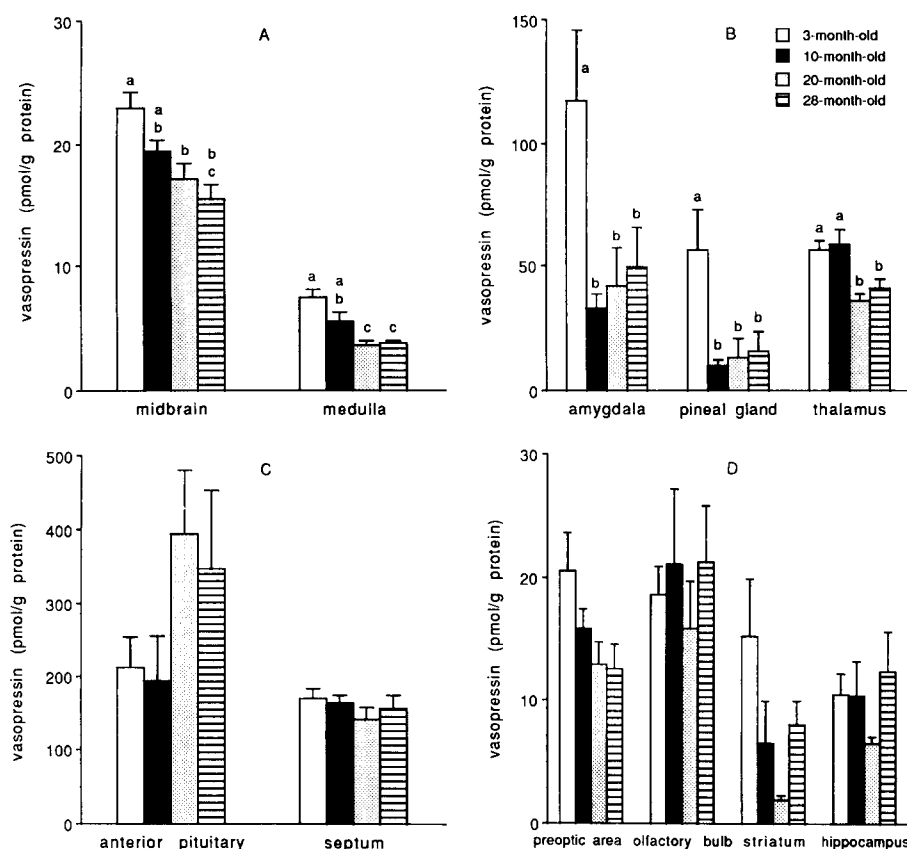 A
vasopressin (pmol/g protein)
30
20
10
0
a
a
b
b
b
c
a
a
b
c
c
midbrain medulla
B
3-month-old
10-month-old
20-month-old
28-month-old
vasopressin (pmol/g protein)
150
100
50
0
a
b
b
b
a
b
b
b
a
a
b
b
amygdala pineal gland thalamus
C
vasopressin (pmol/g protein)
500
400
300
200
100
0
anterior pituitary septum
D
vasopressin (pmol/g protein)
30
20
10
0
preoptic area olfactory bulb striatum hippocampus